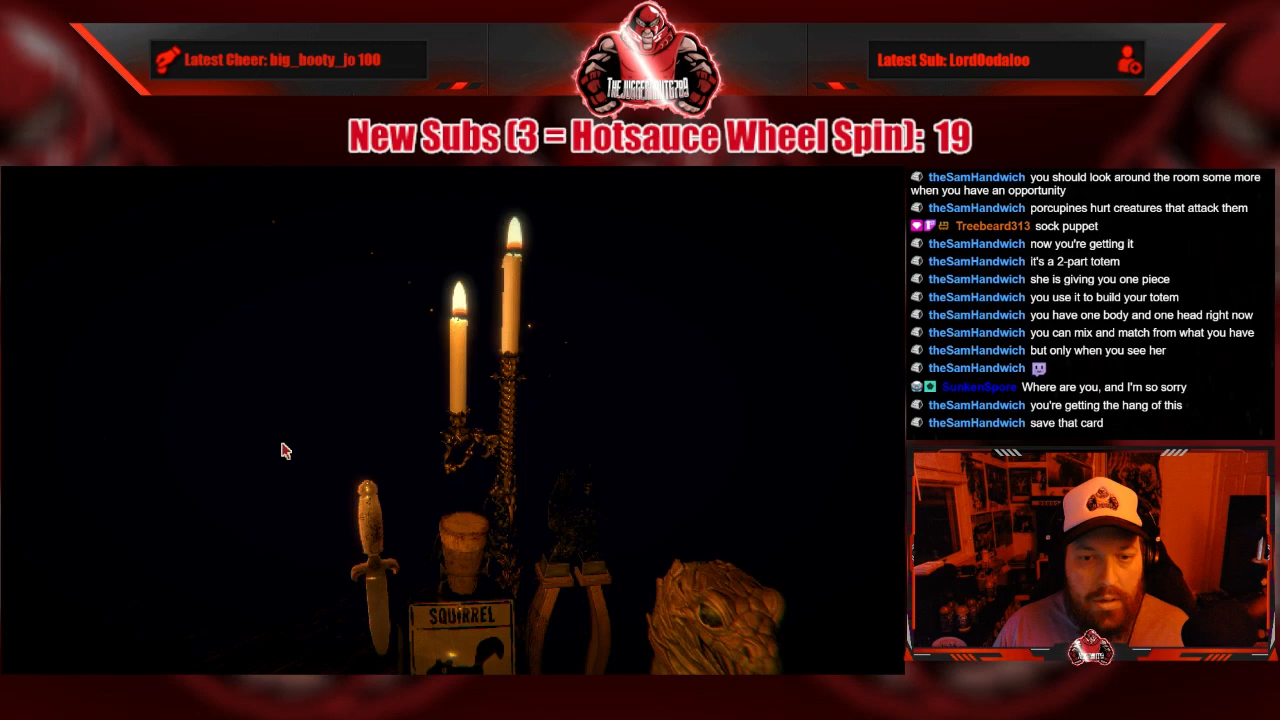 Latest Cheer: big_booty_jo 100
THEJUGGERNAUTG789
Latest Sub: LordOodaloo
New Subs (3 = Hotsauce Wheel Spin): 19
theSamHandwich you should look around the room some more
when you have an opportunity
theSamHandwich porcupines hurt creatures that attack them
Treebeard313 sock puppet
theSamHandwich now you're getting it
theSamHandwich it's a 2-part totem
theSamHandwich she is giving you one piece
theSamHandwich you use it to build your totem
theSamHandwich you have one body and one head right now
theSamHandwich you can mix and match from what you have
theSamHandwich but only when you see her
theSamHandwich
SunkenSpore Where are you, and I'm so sorry
theSamHandwich you're getting the hang of this
theSamHandwich save that card
SQUIRREL